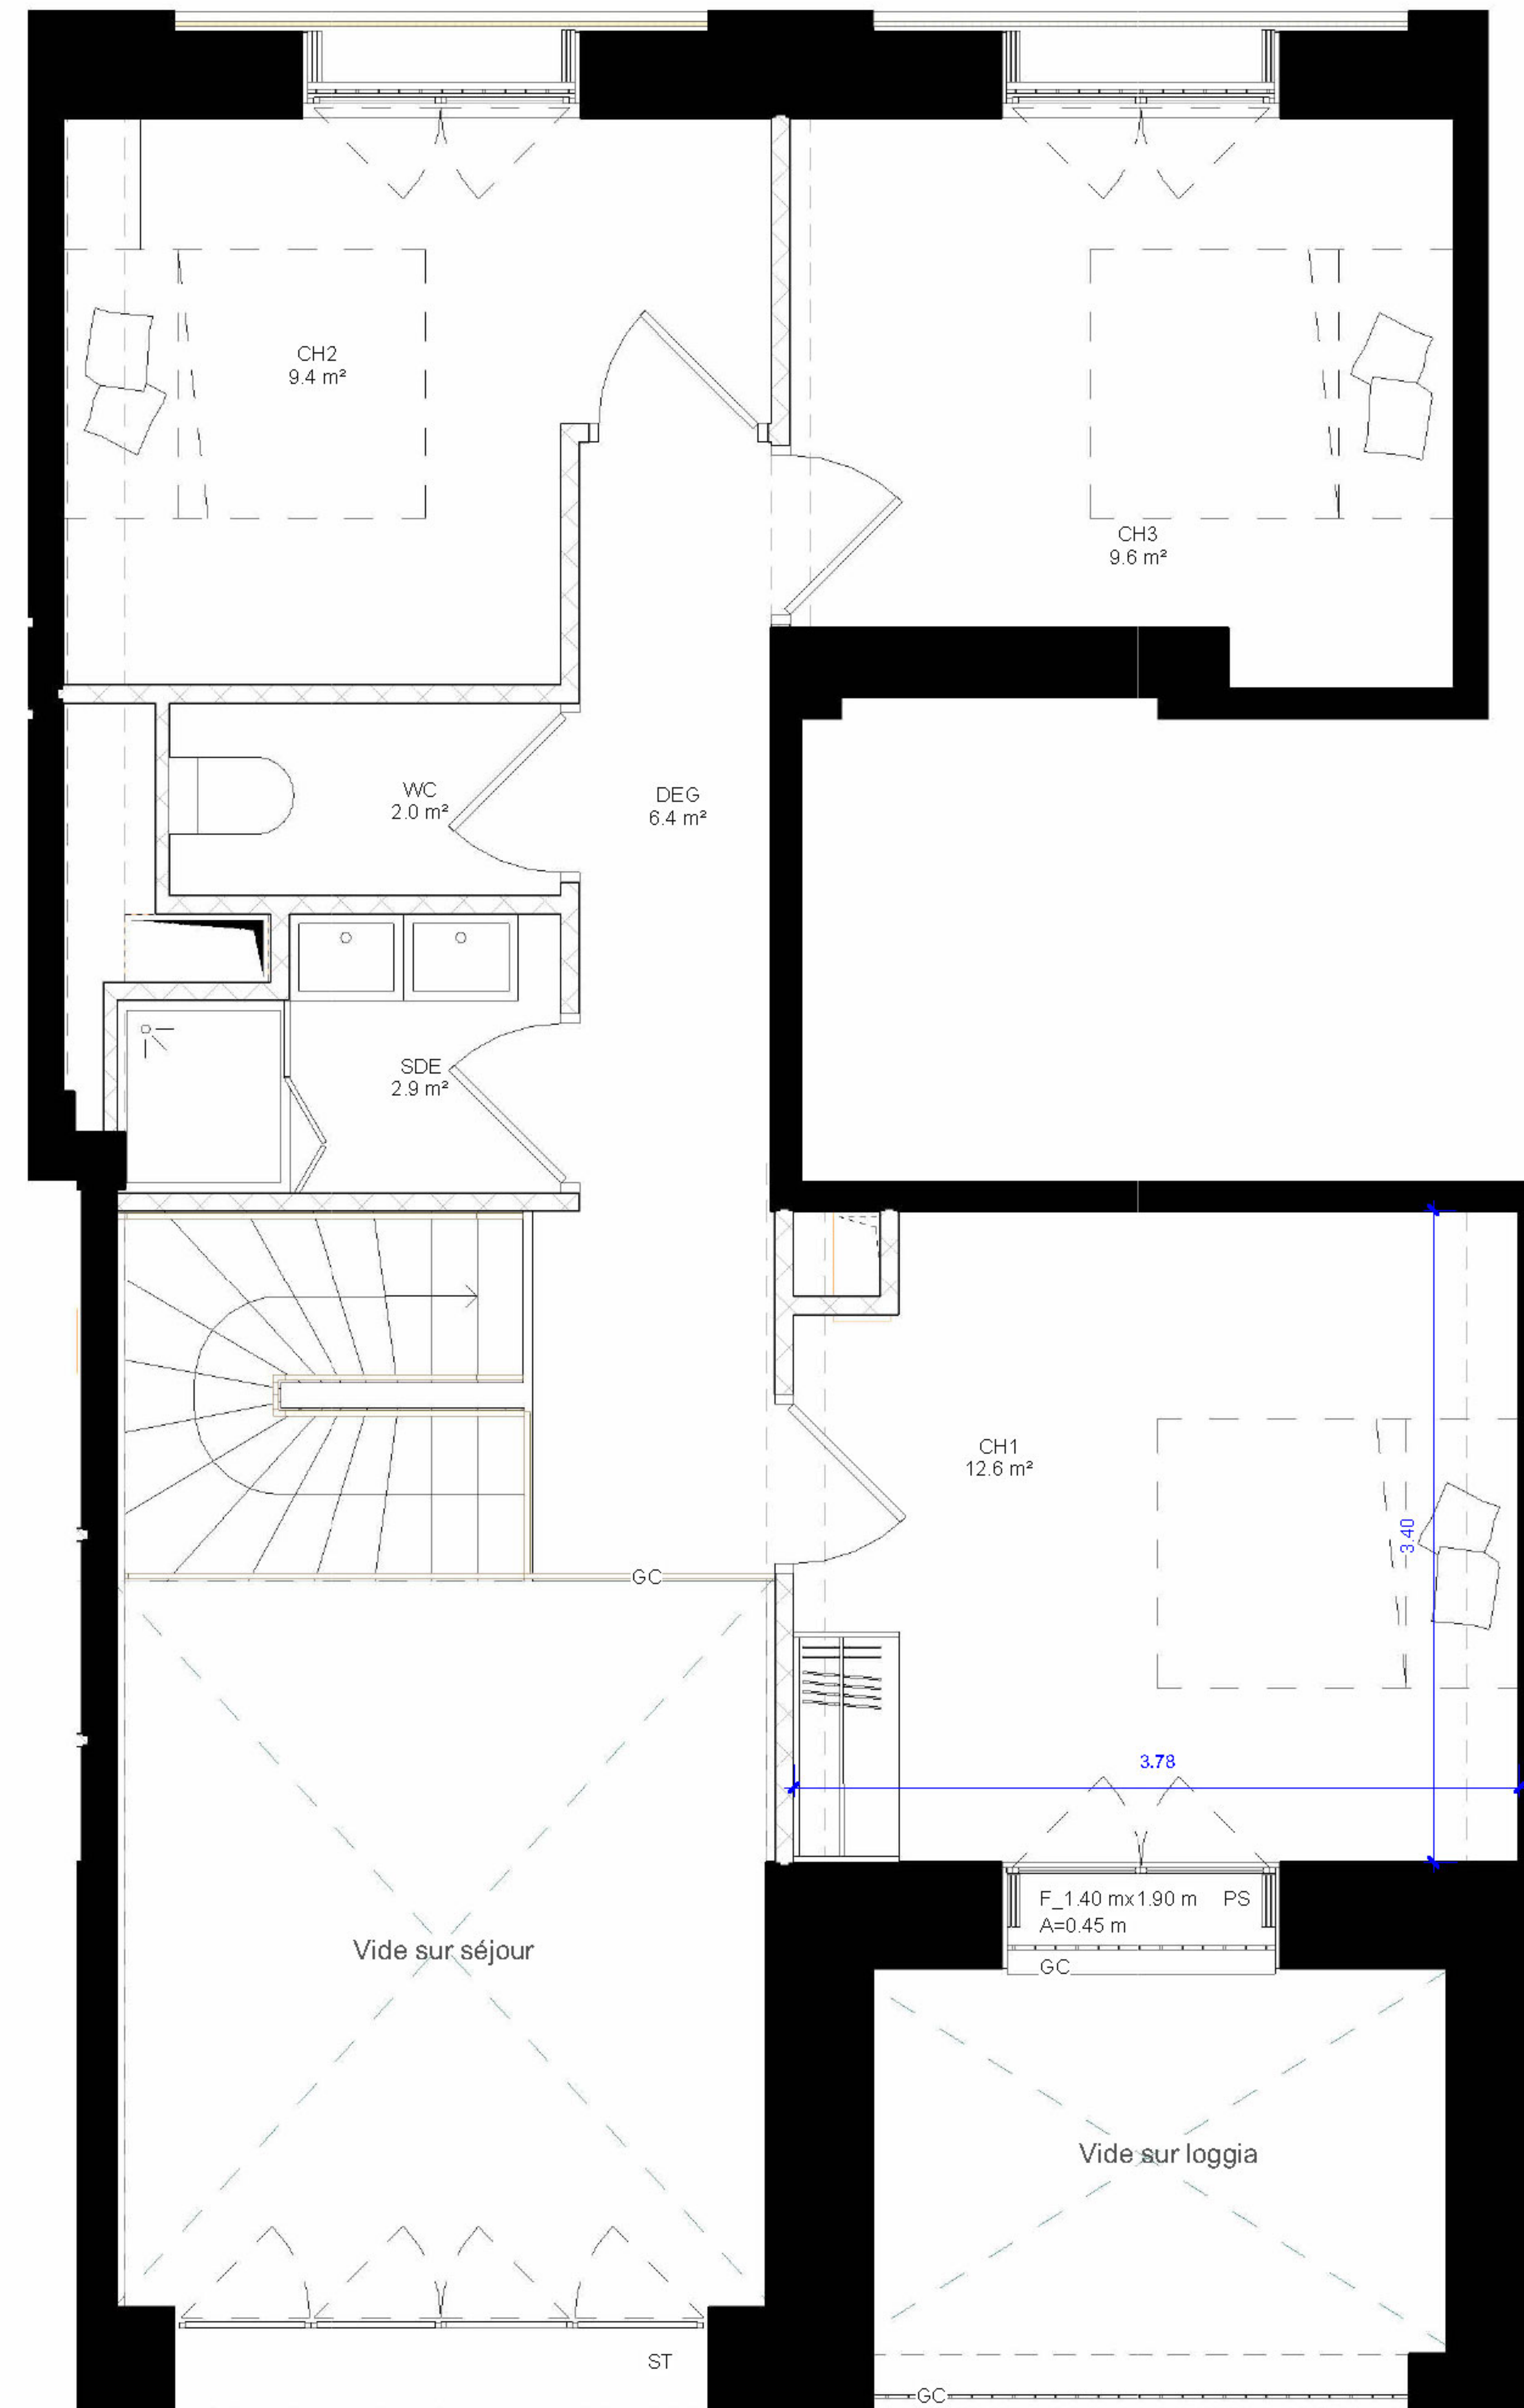 CH2
9.4 m²
CH3
9.6 m²
WC
2.0 m²
DEG
6.4 m²
SDE
2.9 m²
CH1
12.6 m²
3.40
GC
3.78
F_1.40 mx1.90 m PS
A=0.45 m
GC
Vide sur séjour
Vide sur loggia
ST
GC